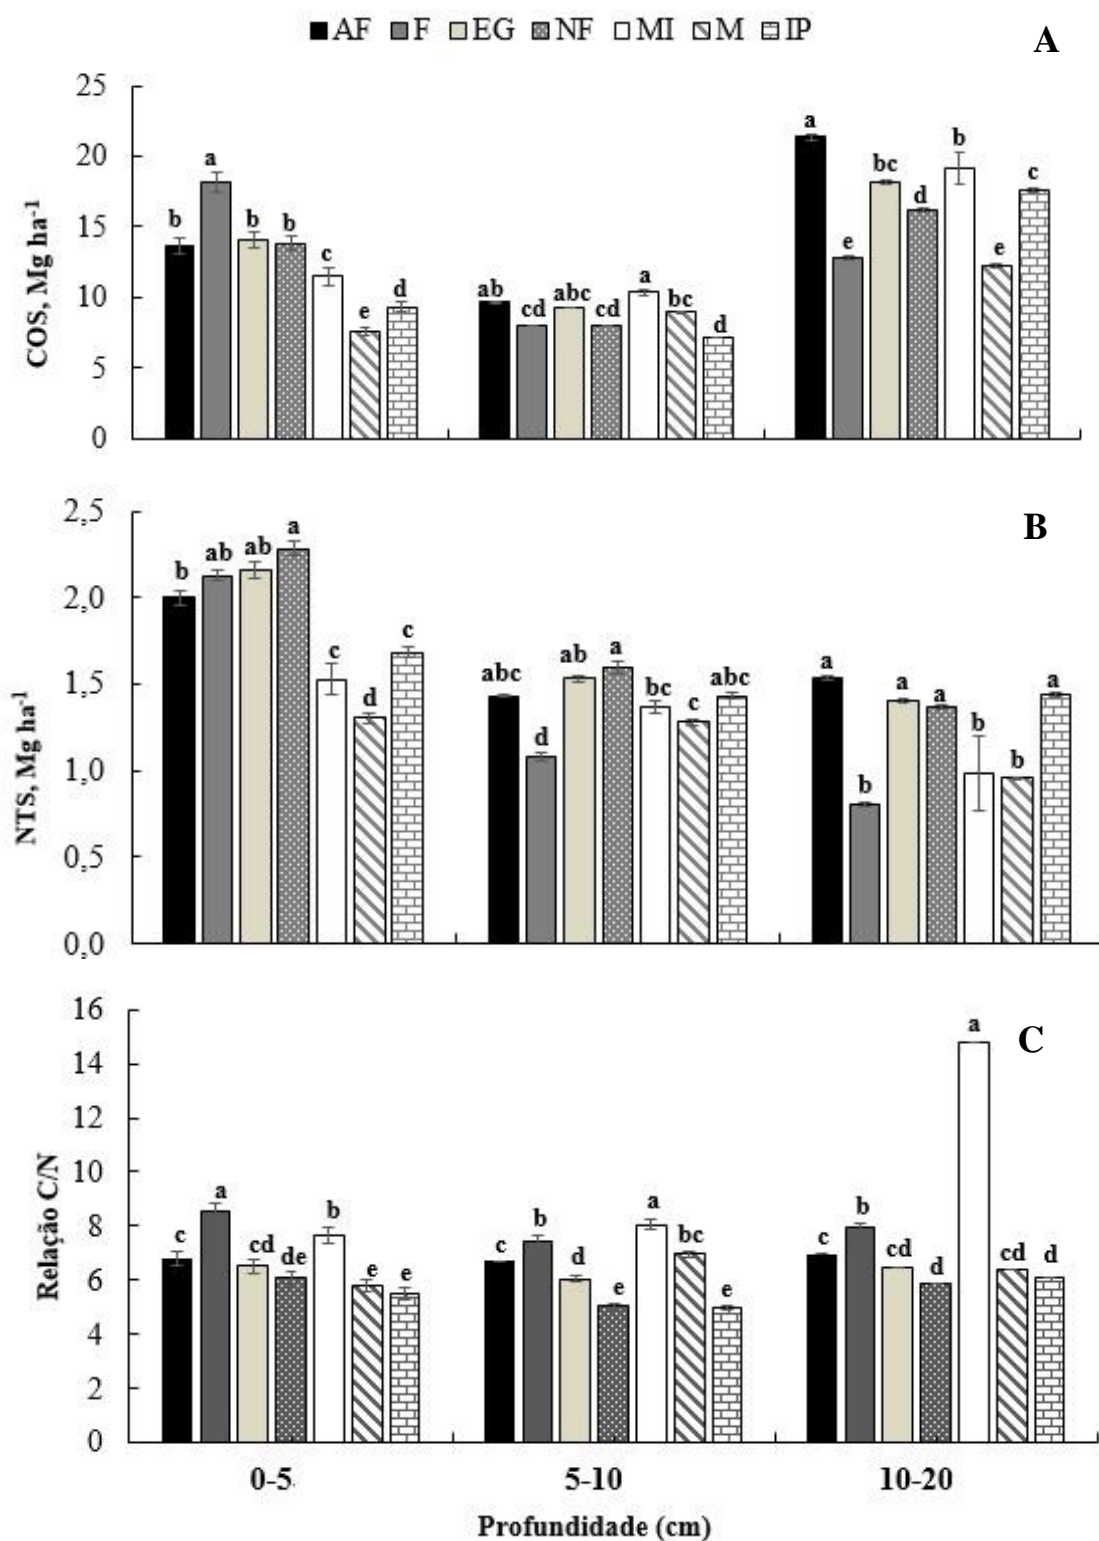 AF F EG NF MI M IP
A
COS, Mg ha-1
25
20
15
10
5
0
b a b b c e d
ab cd abc cd a bc d
a e bc d b e c
B
NTS, Mg ha-1
2,5
2,0
1,5
1,0
0,5
0,0
b ab ab a c d c
abc d ab a bc c abc
a b a a b b a
C
Relação C/N
16
14
12
10
8
6
4
2
0
c a cd de b e e
c b d e a bc e
c b cd d a cd d
0-5 5-10 10-20
Profundidade (cm)